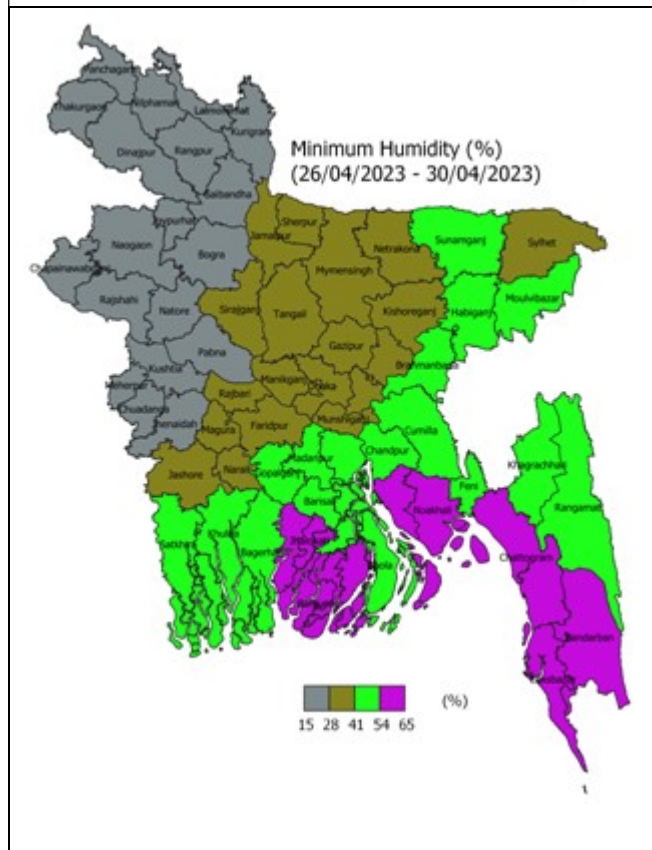 Panchagarh
Thakurgaon
Nilphamari
Lalmonirhat
Kurigram
Dinajpur
Rangpur
Minimum Humidity (%)
(26/04/2023 - 30/04/2023)
Gaibandha
Joypurhat
Sherpur
Jamalpur
Netrakona
Sunamganj
Sylhet
Naogaon
Bogra
Mymensingh
Chapainawabganj
Rajshahi
Natore
Sirajganj
Tangail
Kishoreganj
Habiganj
Moulvibazar
Pabna
Gazipur
Kushtia
Brahmanbaria
Meherpur
Manikganj
Dhaka
Chuadanga
Rajbari
Jhenaidah
Magura
Faridpur
Munshiganj
Cumilla
Jashore
Narail
Madaripur
Chandpur
Gopalganj
Khagrachhari
Feni
Rangamati
Barisal
Noakhali
Satkhira
Khulna
Bagerhat
Bhola
Chattogram
Bandarban
(%)
15 28 41 54 65